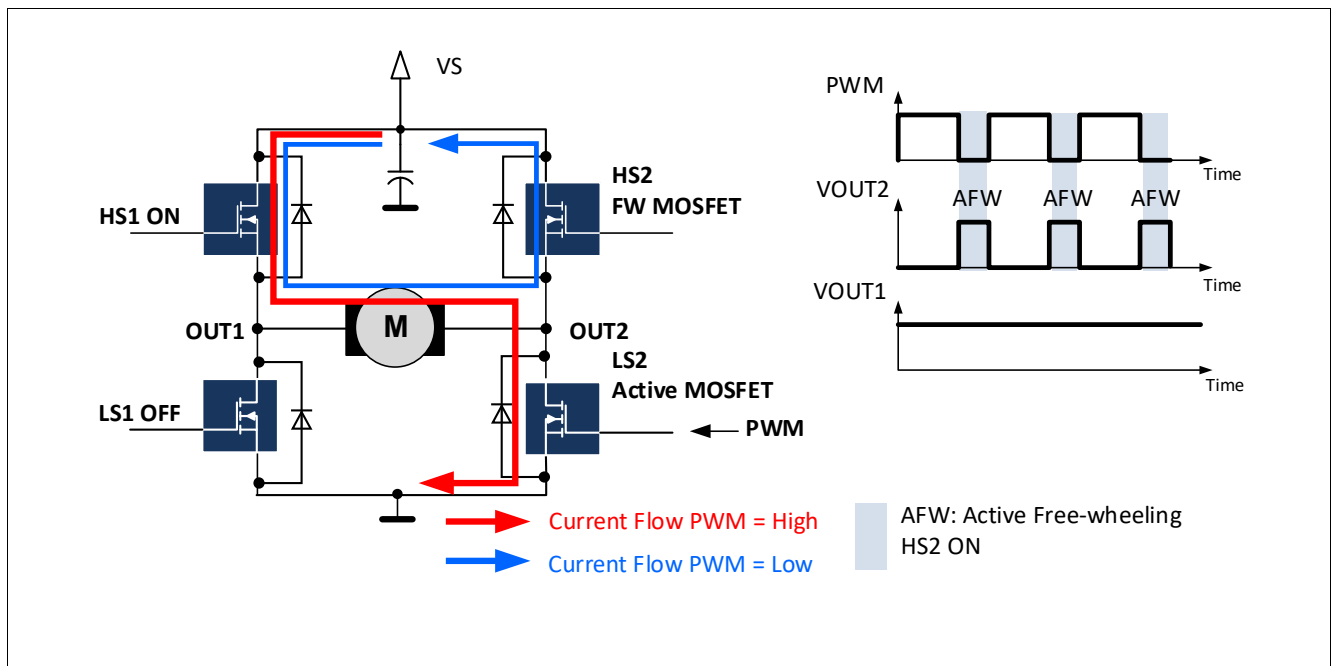 VS
HS1 ON
HS2
FW MOSFET
OUT1
M
OUT2
LS1 OFF
LS2
Active MOSFET
PWM
Current Flow PWM = High
Current Flow PWM = Low
PWM
Time
VOUT2
AFW
AFW
AFW
Time
VOUT1
Time
AFW: Active Free-wheeling
HS2 ON